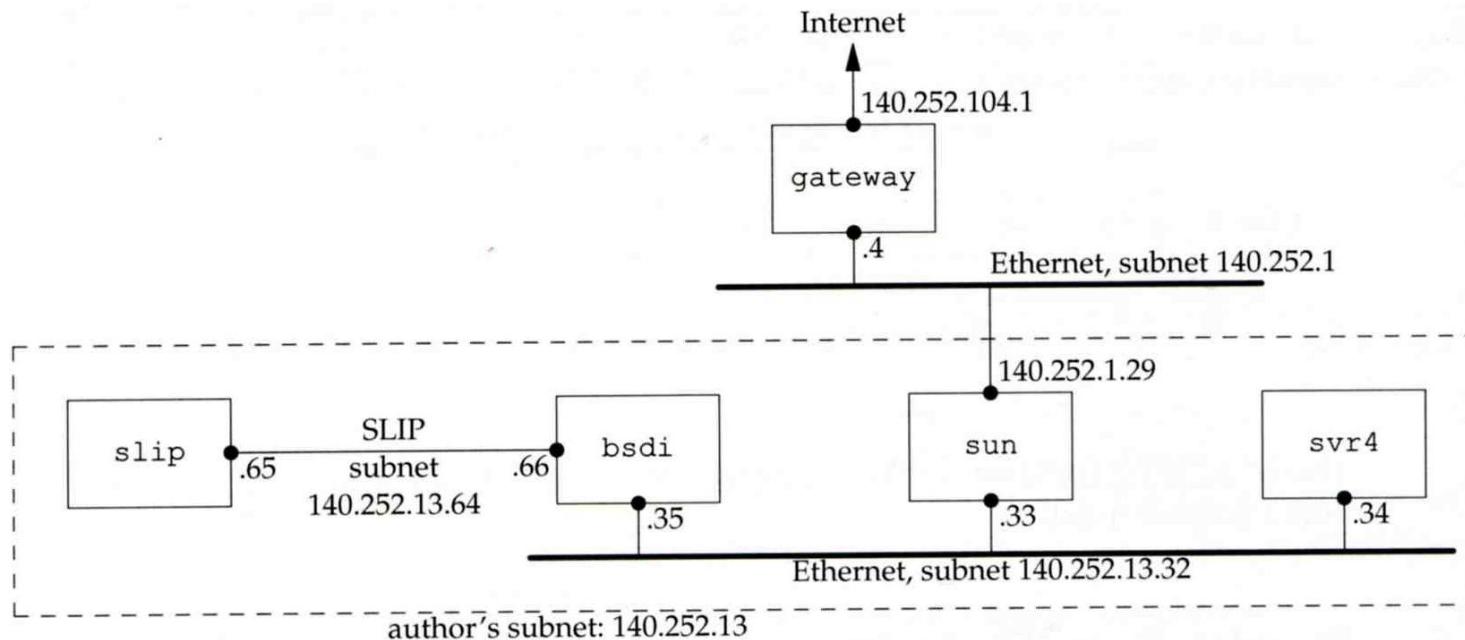 Internet
140.252.104.1
gateway
.4
Ethernet, subnet 140.252.1
140.252.1.29
slip
SLIP
bsdi
sun
svr4
.65
subnet
.66
140.252.13.64
.35
.33
.34
Ethernet, subnet 140.252.13.32
author's subnet: 140.252.13